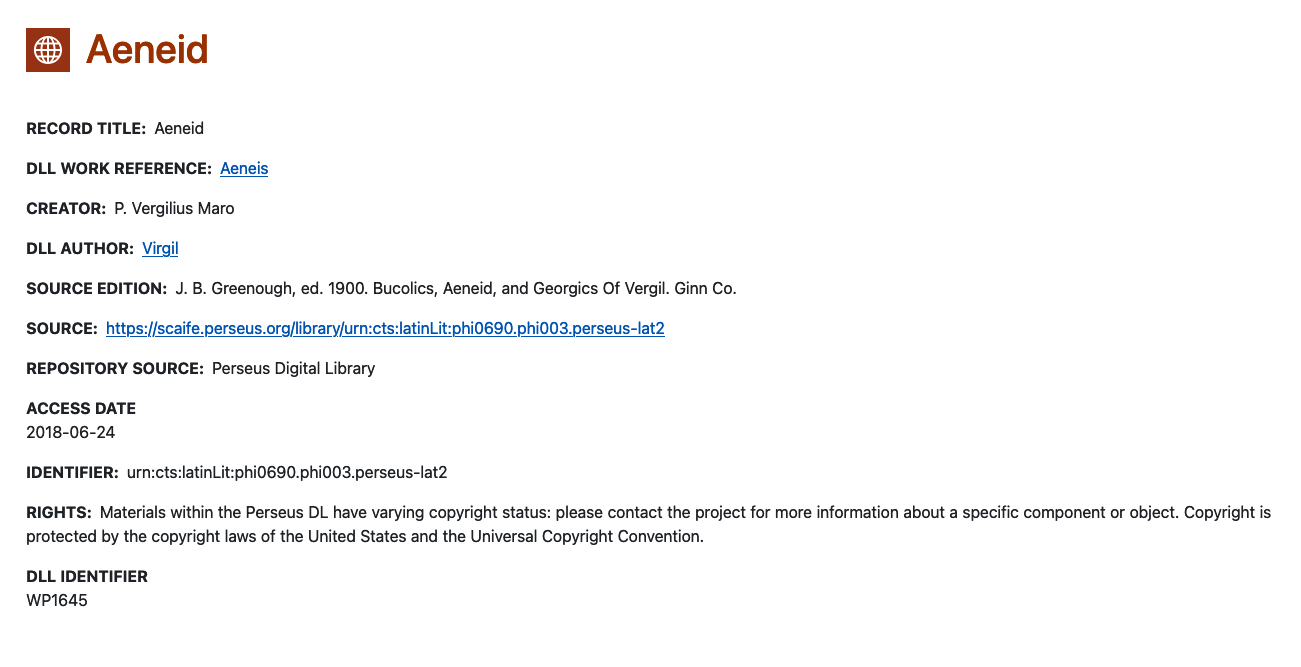 Aeneid
RECORD TITLE: Aeneid
DLL WORK REFERENCE: Aeneis
CREATOR: P. Vergilius Maro
DLL AUTHOR: Virgil
SOURCE EDITION: J. B. Greenough, ed. 1900. Bucolics, Aeneid, and Georgics Of Vergil. Ginn Co.
SOURCE: https://scaife.perseus.org/library/urn:cts:latinLit:phi0690.phi003.perseus-lat2
REPOSITORY SOURCE: Perseus Digital Library
ACCESS DATE
2018-06-24
IDENTIFIER: urn:cts:latinLit:phi0690.phi003.perseus-lat2
RIGHTS: Materials within the Perseus DL have varying copyright status: please contact the project for more information about a specific component or object. Copyright is
protected by the copyright laws of the United States and the Universal Copyright Convention.
DLL IDENTIFIER
WP1645